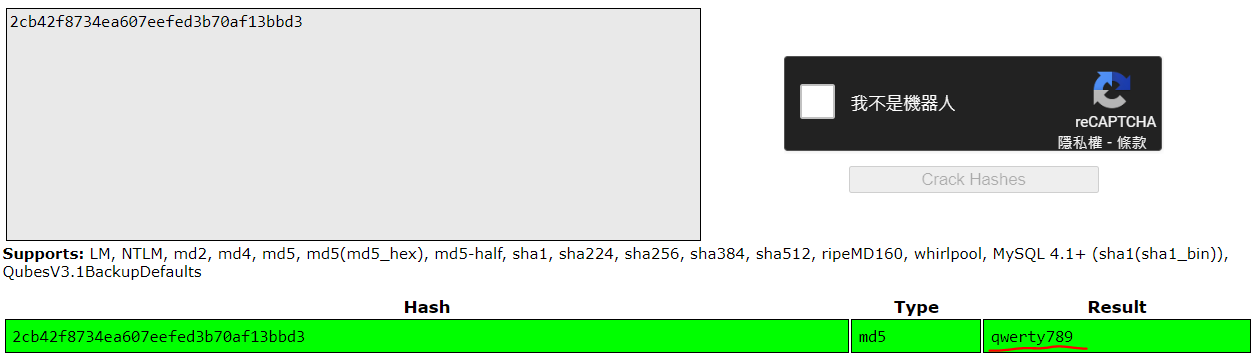 2cb42f8734ea607eefed3b70af13bbd3
我不是機器人
reCAPTCHA
隱私權 - 條款
Crack Hashes
Supports: LM, NTLM, md2, md4, md5, md5(md5_hex), md5-half, sha1, sha224, sha256, sha384, sha512, ripeMD160, whirlpool, MySQL 4.1+ (sha1(sha1_bin)),
QubesV3.1BackupDefaults
Hash Type Result
2cb42f8734ea607eefed3b70af13bbd3 md5 qwerty789